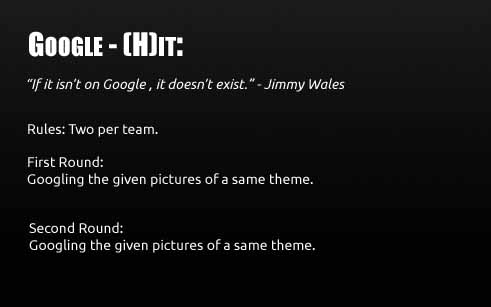 Google - (H)it:
“If it isn’t on Google , it doesn’t exist.” - Jimmy Wales
Rules: Two per team.
First Round:
Googling the given pictures of a same theme.
Second Round:
Googling the given pictures of a same theme.